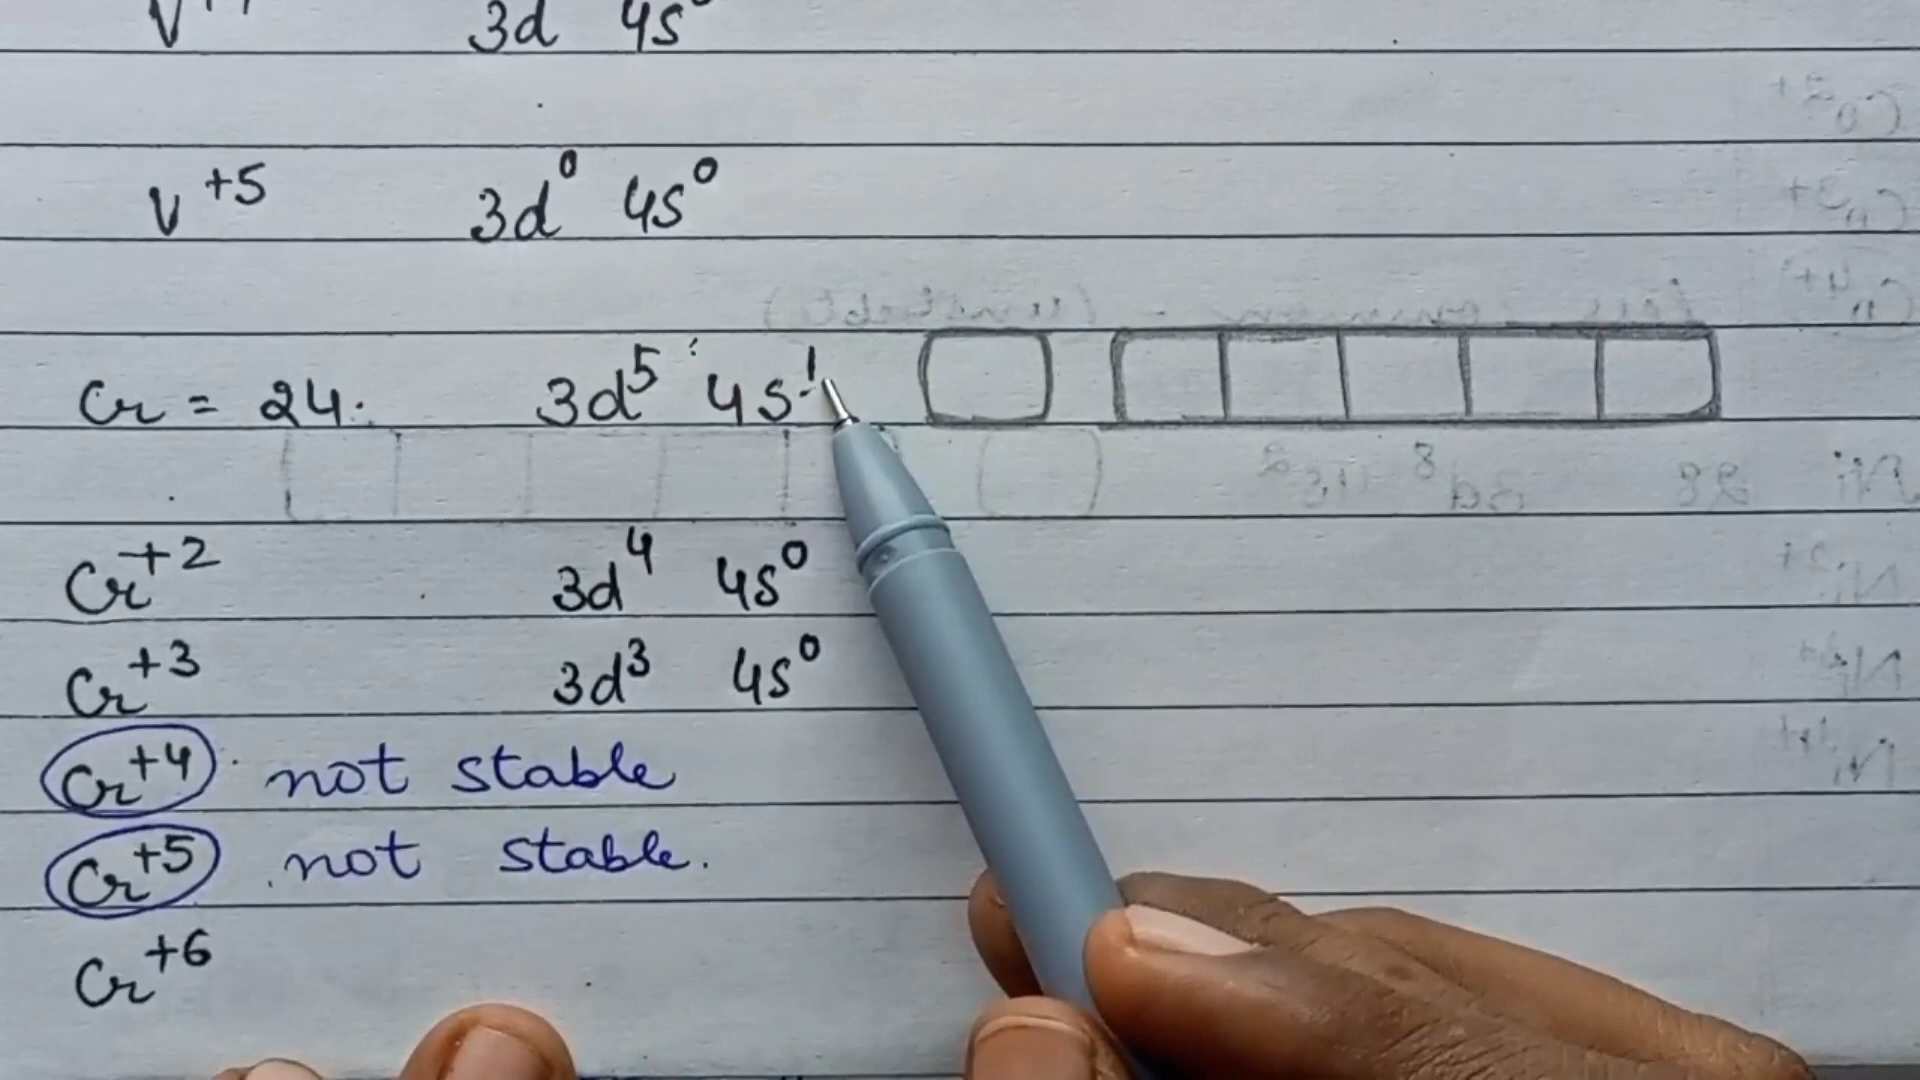 3d 4s⁰
V⁺⁵ 3d⁰ 4s⁰
Cr = 24. 3d⁵ 4s¹
Cr⁺² 3d⁴ 4s⁰
Cr⁺³ 3d³ 4s⁰
Cr⁺⁴ not stable
Cr⁺⁵ not stable.
Cr⁺⁶